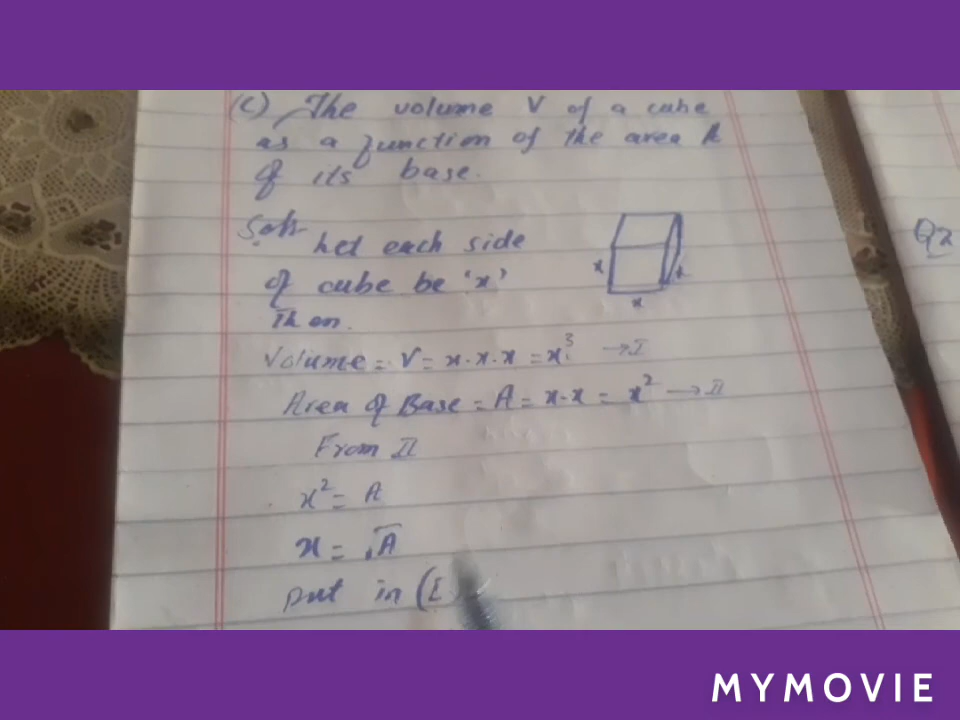 (C) The volume V of a cube
as a function of the area A
of its base.
Sol:-
Let each side
of cube be 'x'
Then.
x
x
x
Volume = V = x.x.x = x³. → I
Area of Base = A = x.x = x² → II
From II
x² = A
x = √A
put in (I)
Q2
MYMOVIE